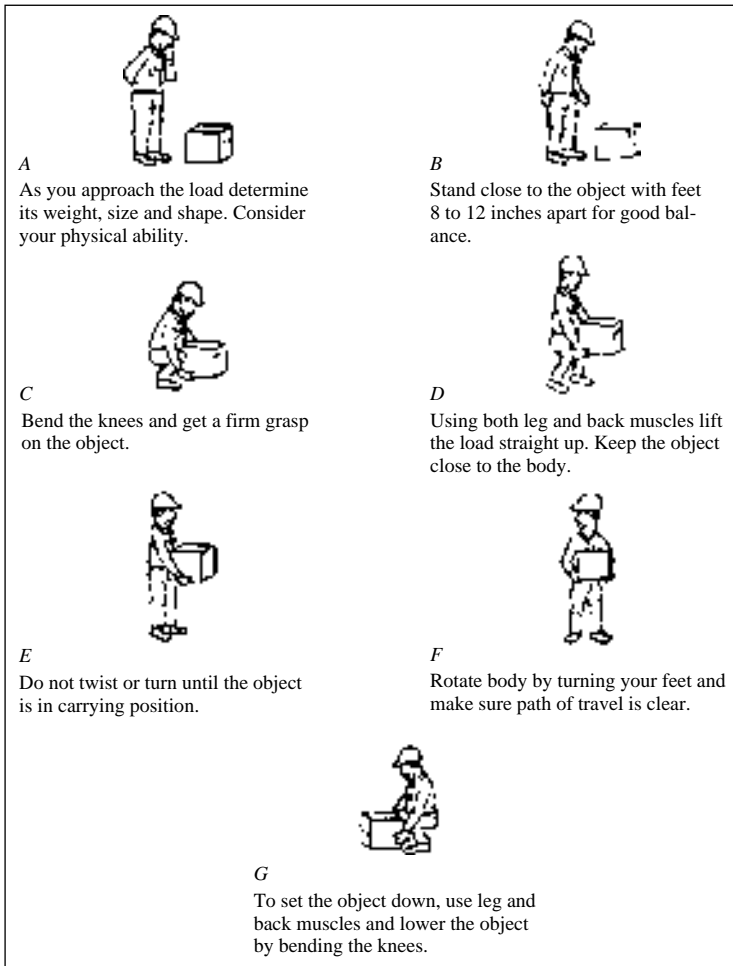 A
As you approach the load determine
its weight, size and shape. Consider
your physical ability.
B
Stand close to the object with feet
8 to 12 inches apart for good bal-
ance.
C
Bend the knees and get a firm grasp
on the object.
D
Using both leg and back muscles lift
the load straight up. Keep the object
close to the body.
E
Do not twist or turn until the object
is in carrying position.
F
Rotate body by turning your feet and
make sure path of travel is clear.
G
To set the object down, use leg and
back muscles and lower the object
by bending the knees.